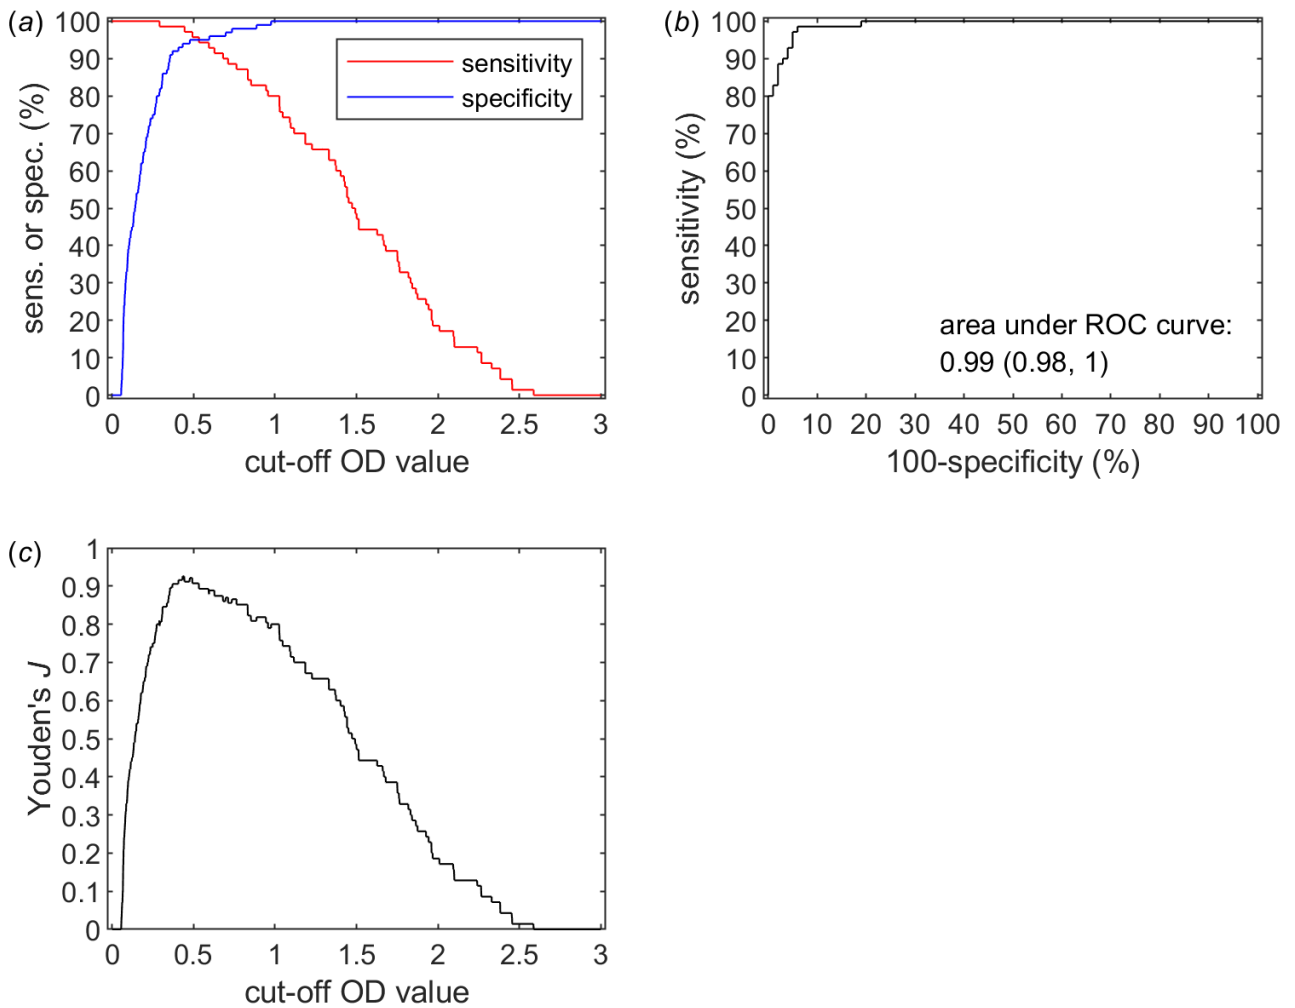 (a)
100
90
80
70
60
50
40
30
20
10
0
sens. or spec. (%)
sensitivity
specificity
0 0.5 1 1.5 2 2.5 3
cut-off OD value
(b)
100
90
80
70
60
50
40
30
20
10
0
sensitivity (%)
area under ROC curve:
0.99 (0.98, 1)
0 10 20 30 40 50 60 70 80 90 100
100-specificity (%)
(c)
1
0.9
0.8
0.7
0.6
0.5
0.4
0.3
0.2
0.1
0
Youden's J
0 0.5 1 1.5 2 2.5 3
cut-off OD value